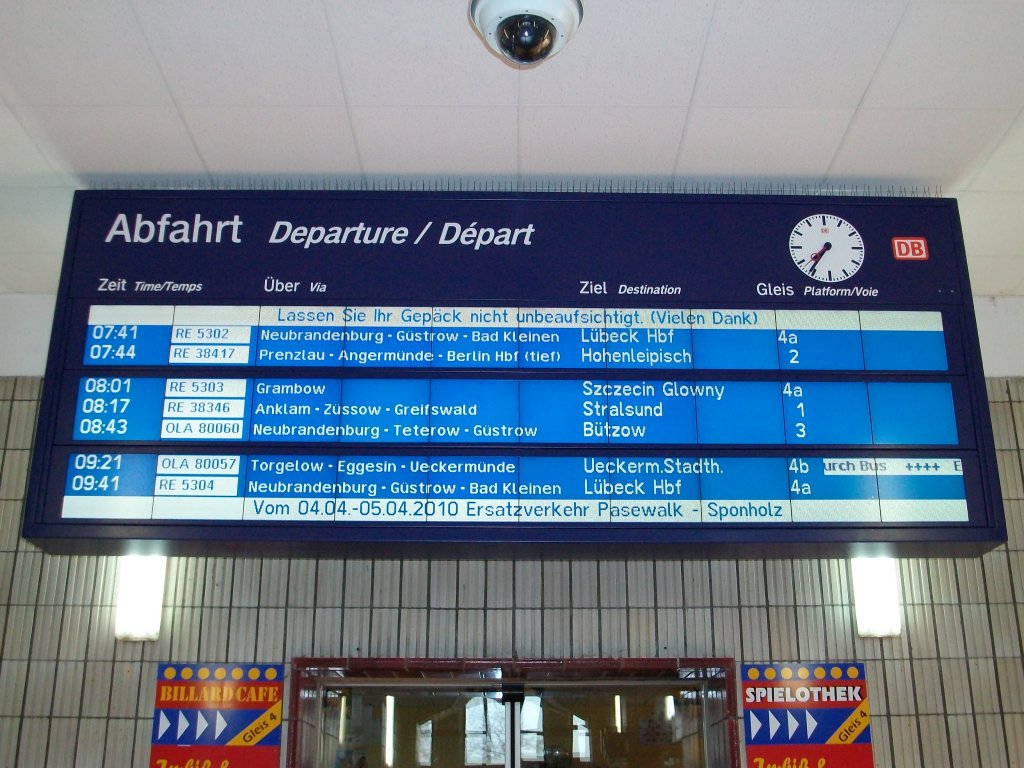 Abfahrt Departure / Départ
DB
Zeit Time/Temps Über Via Ziel Destination Gleis Platform/Voie
Lassen Sie Ihr Gepäck nicht unbeaufsichtigt. (Vielen Dank)
07:41 RE 5302 Neubrandenburg - Güstrow - Bad Kleinen Lübeck Hbf 4a
07:44 RE 38417 Prenzlau - Angermünde - Berlin Hbf (tief) Hohenleipisch 2
08:01 RE 5303 Grambow Szczecin Glowny 4a
08:17 RE 38346 Anklam - Züssow - Greifswald Stralsund 1
08:43 OLA 80060 Neubrandenburg - Teterow - Güstrow Bützow 3
09:21 OLA 80057 Torgelow - Eggesin - Ueckermünde Ueckerm.Stadth. 4b urch Bus ++++ E
09:41 RE 5304 Neubrandenburg - Güstrow - Bad Kleinen Lübeck Hbf 4a
Vom 04.04.-05.04.2010 Ersatzverkehr Pasewalk - Sponholz
BILLARDCAFE
Gleis 4
Imbiß &
SPIELOTHEK
Gleis 4
Imbiß &